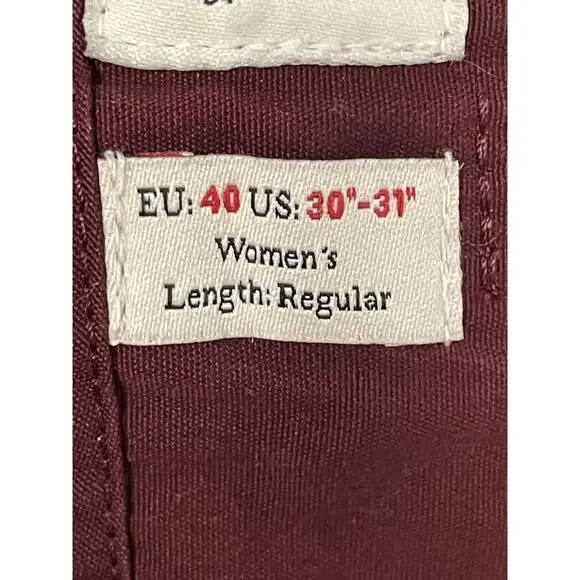 EU: 40 US: 30"-31"
Women's
Length: Regular